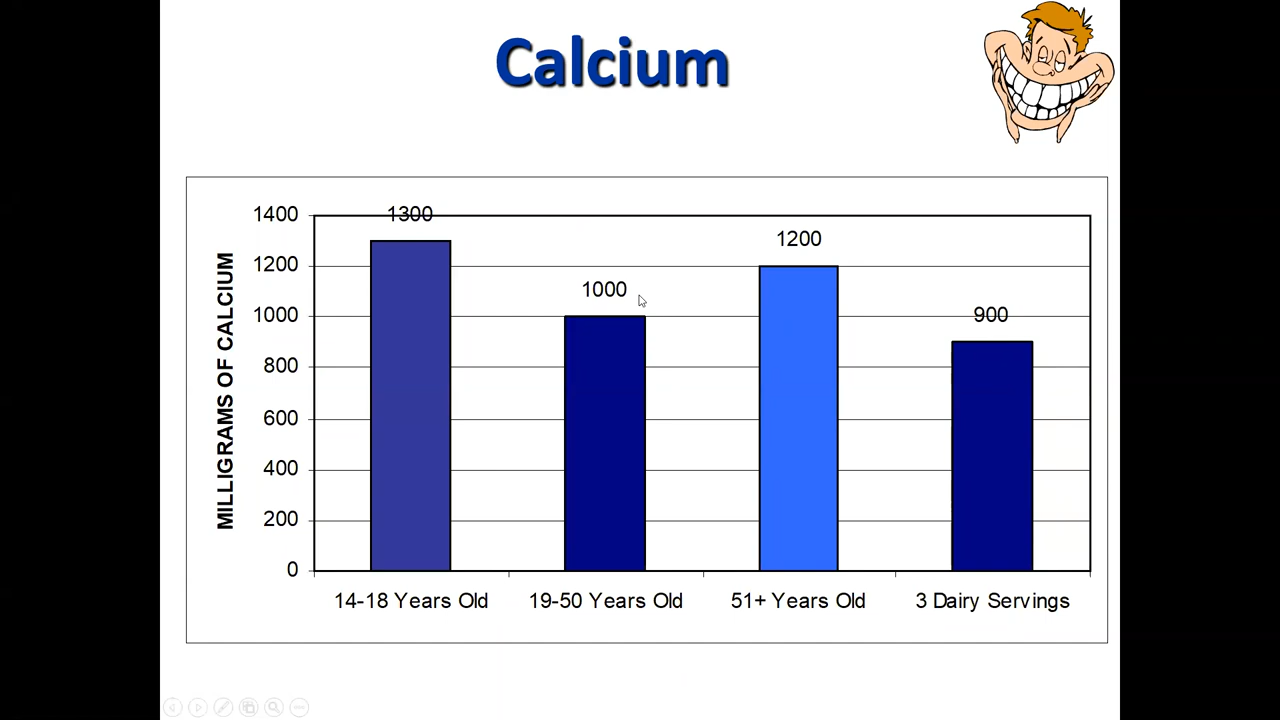 Calcium
MILLIGRAMS OF CALCIUM
1400
1200
1000
800
600
400
200
0
1300
1000
1200
900
14-18 Years Old
19-50 Years Old
51+ Years Old
3 Dairy Servings